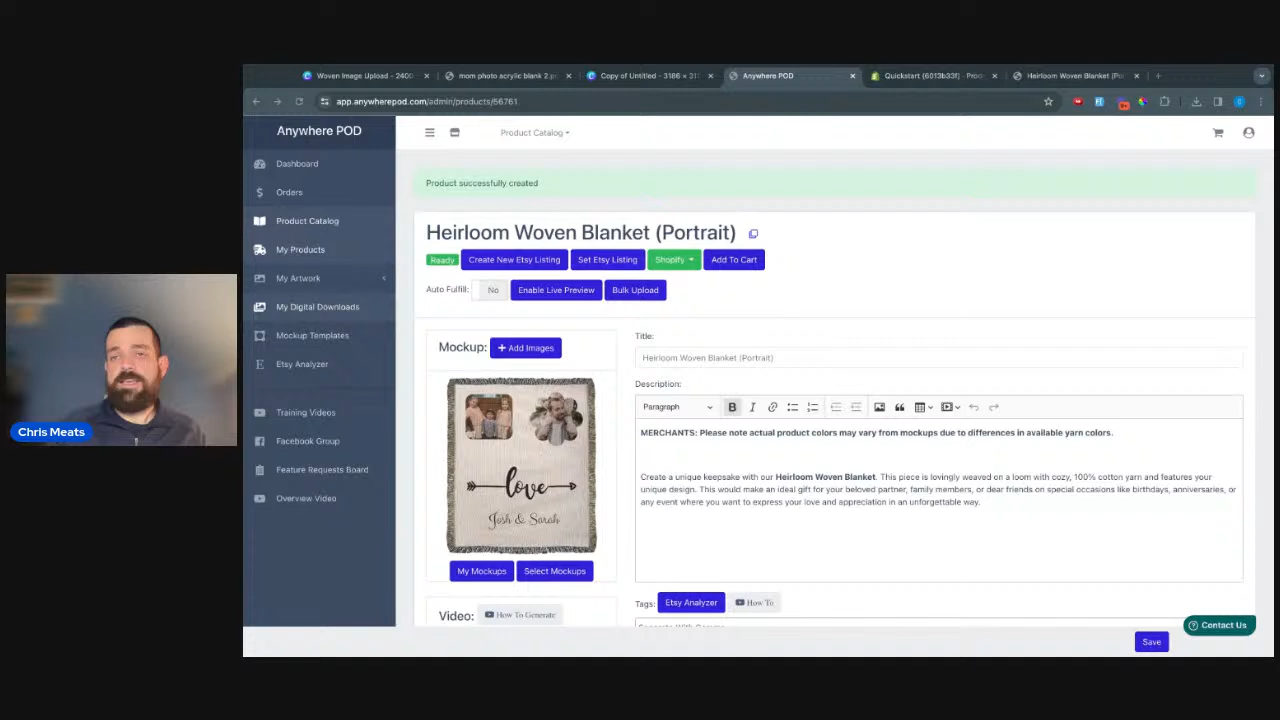 Woven Image Upload - 2400
mom photo acrylic blank 2.p
Copy of Untitled - 3186 × 31
Anywhere POD
Quickstart (6013b33f) - Prod
Heirloom Woven Blanket (Por
app.anywherepod.com/admin/products/56761
Anywhere POD
Product Catalog
Dashboard
Orders
Product Catalog
My Products
My Artwork
My Digital Downloads
Mockup Templates
Etsy Analyzer
Training Videos
Facebook Group
Feature Requests Board
Overview Video
Product successfully created
Heirloom Woven Blanket (Portrait)
Ready Create New Etsy Listing Set Etsy Listing Shopify Add To Cart
Auto Fulfill: No Enable Live Preview Bulk Upload
Mockup: + Add Images
love
Josh & Sarah
My Mockups Select Mockups
Video: How To Generate
Title:
Heirloom Woven Blanket (Portrait)
Description:
Paragraph B I
MERCHANTS: Please note actual product colors may vary from mockups due to differences in available yarn colors.
Create a unique keepsake with our Heirloom Woven Blanket. This piece is lovingly weaved on a loom with cozy, 100% cotton yarn and features your
unique design. This would make an ideal gift for your beloved partner, family members, or dear friends on special occasions like birthdays, anniversaries, or
any event where you want to express your love and appreciation in an unforgettable way.
Tags: Etsy Analyzer How To
Contact Us
Save
Chris Meats